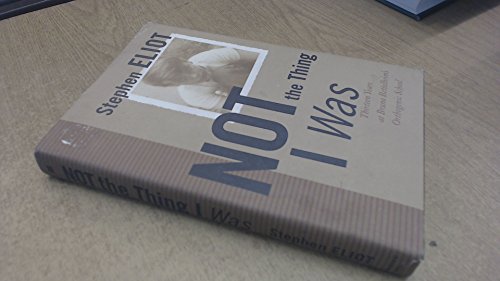 Stephen ELIOT
NOT the Thing
I Was
Thirteen Years
at Bruno Bettelheim's
Orthogenic School
NOT the Thing I Was Stephen ELIOT